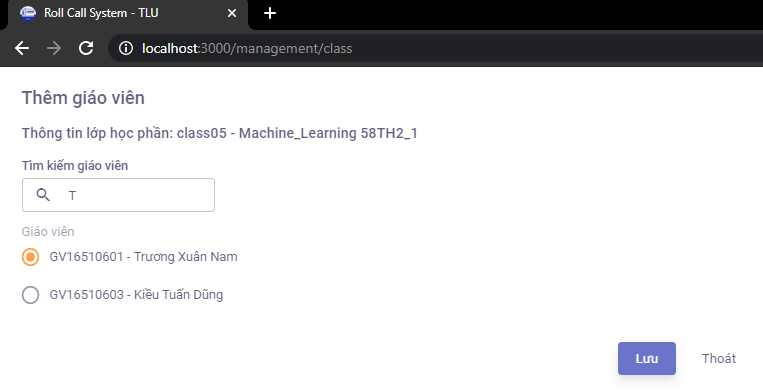 Roll Call System - TLU
localhost:3000/management/class
Thêm giáo viên
Thông tin lớp học phần: class05 - Machine_Learning 58TH2_1
Tìm kiếm giáo viên
T
Giáo viên
GV16510601 - Trương Xuân Nam
GV16510603 - Kiều Tuấn Dũng
Lưu Thoát